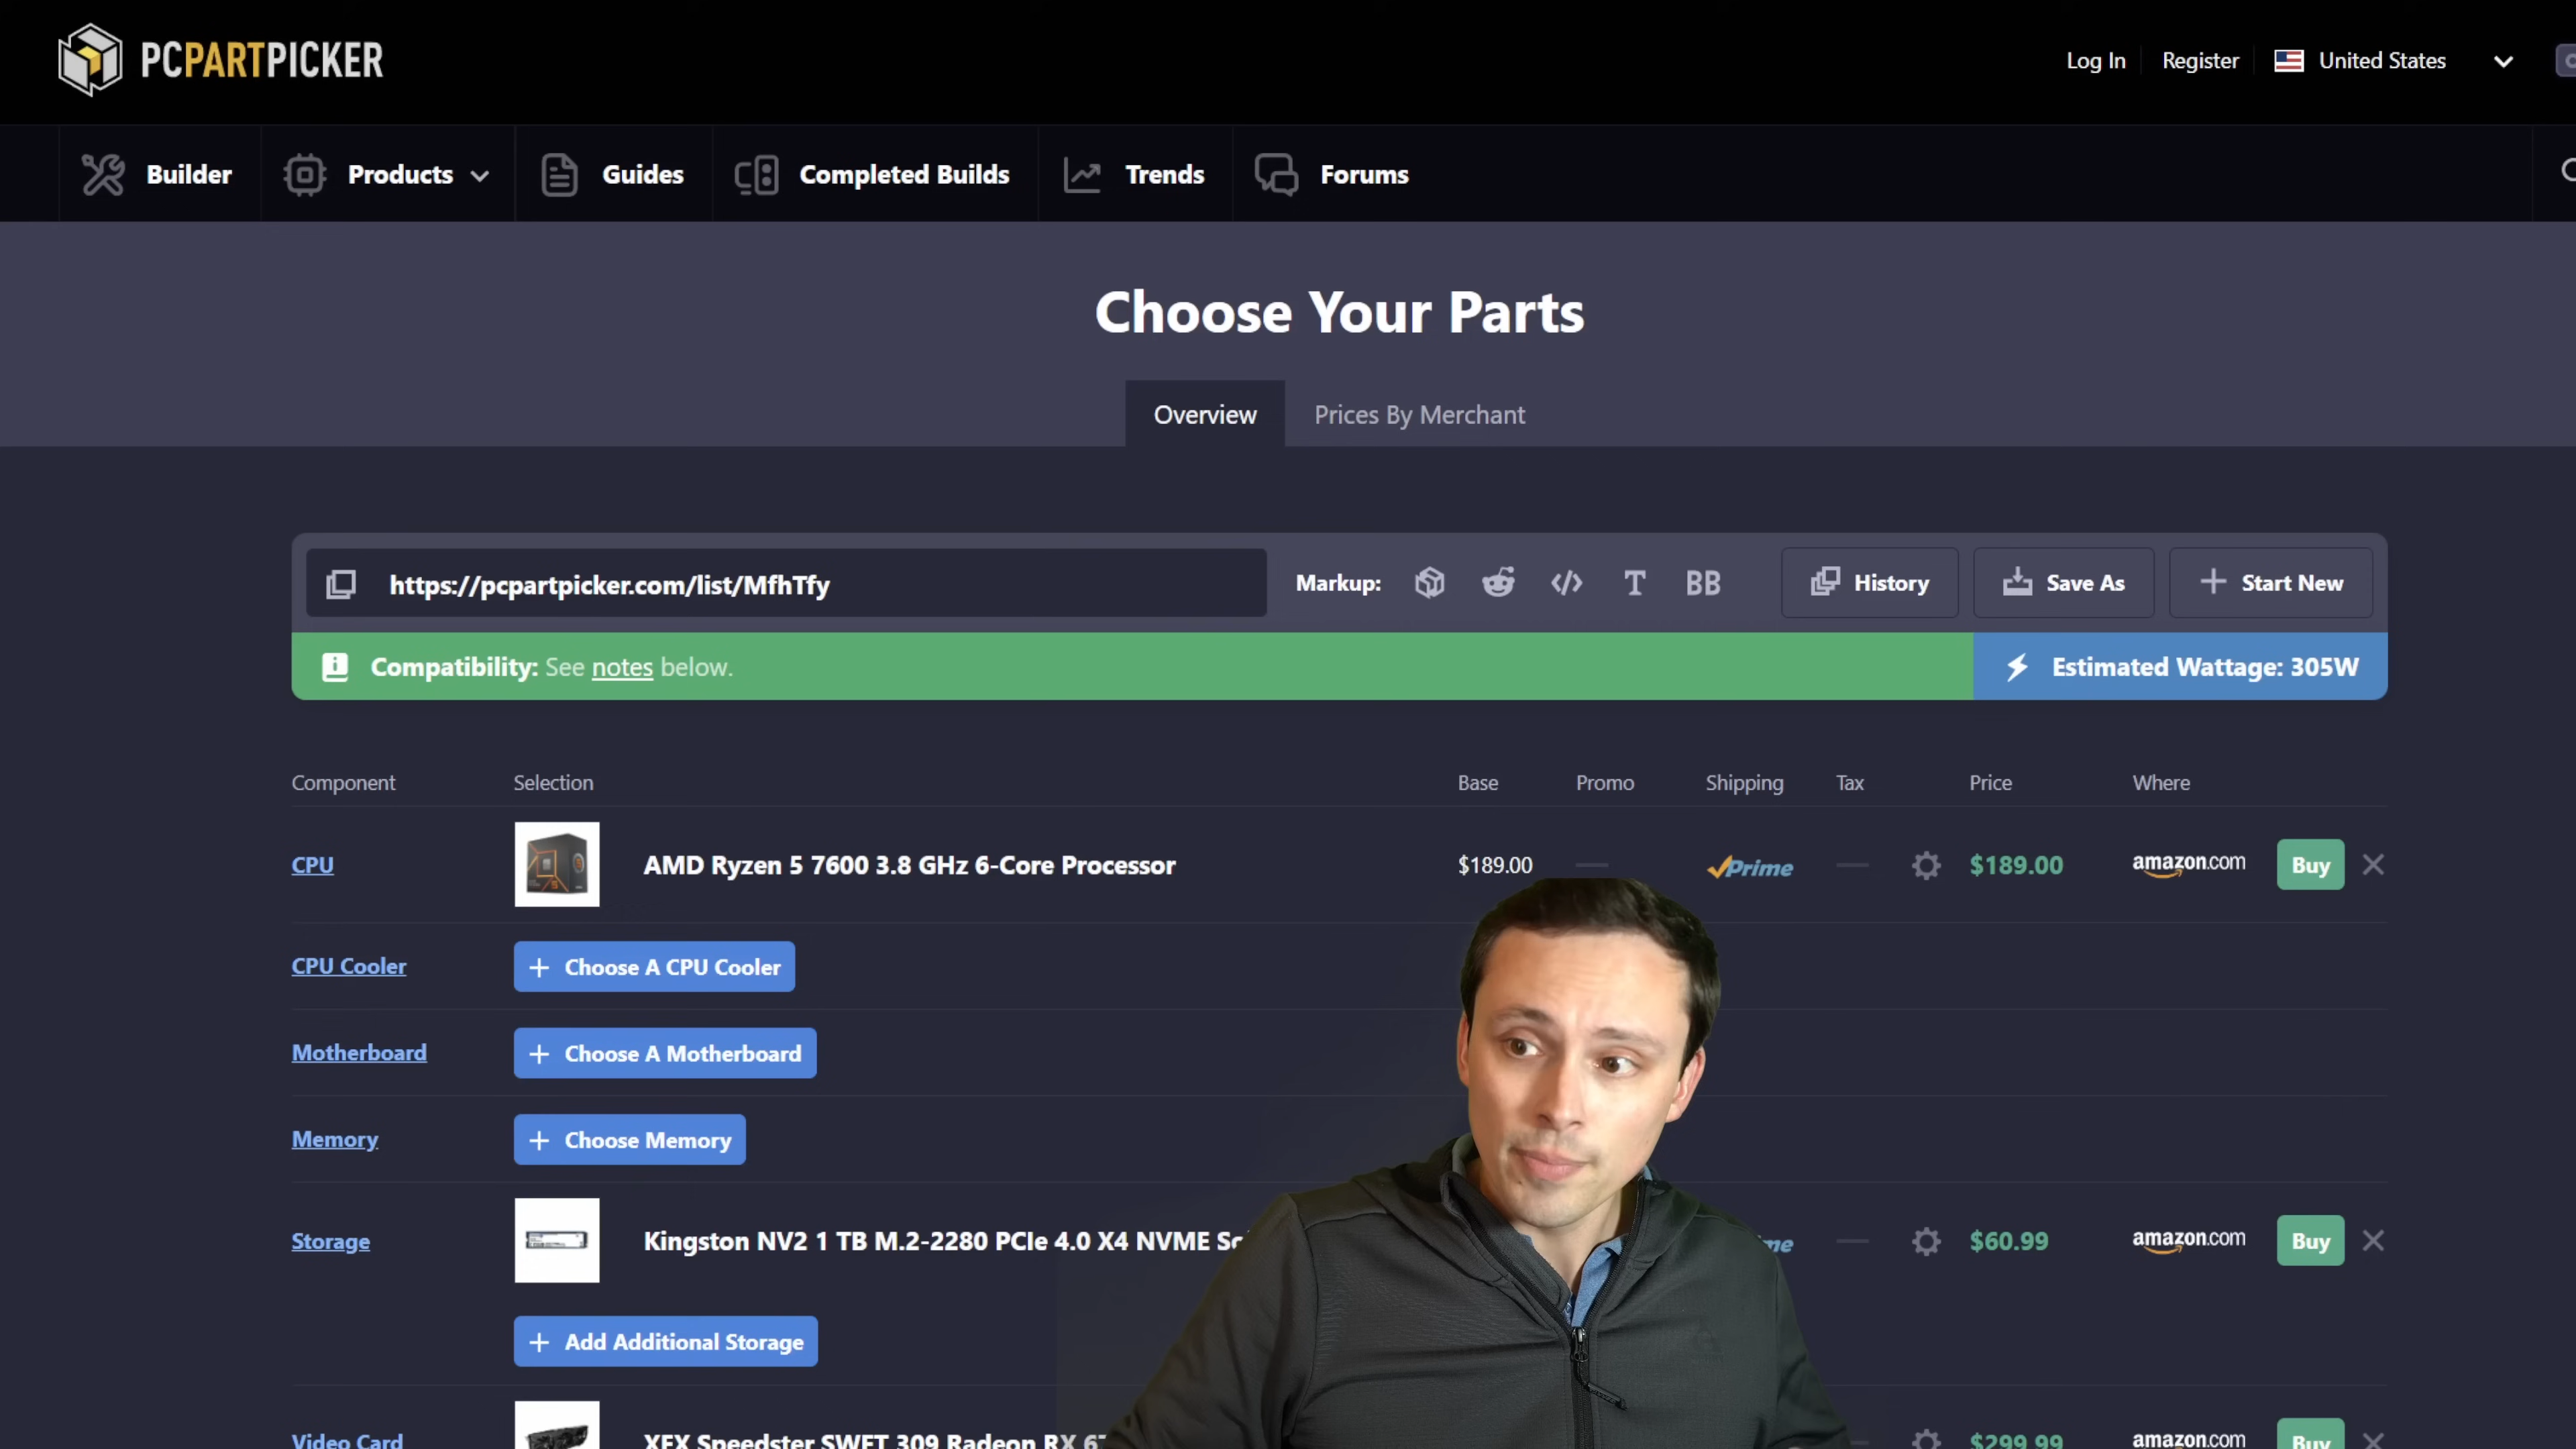 PCPARTPICKER
Log In
Register
United States
Builder
Products
Guides
Completed Builds
Trends
Forums
Choose Your Parts
Overview
Prices By Merchant
https://pcpartpicker.com/list/MfhTfy
Markup:
T
BB
History
Save As
+ Start New
Compatibility: See notes below.
Estimated Wattage: 305W
Component Selection Base Promo Shipping Tax Price Where
CPU
AMD Ryzen 5 7600 3.8 GHz 6-Core Processor
$189.00
Prime
$189.00
amazon.com
Buy
CPU Cooler
+ Choose A CPU Cooler
Motherboard
+ Choose A Motherboard
Memory
+ Choose Memory
Storage
Kingston NV2 1 TB M.2-2280 PCIe 4.0 X4 NVME
$60.99
amazon.com
Buy
+ Add Additional Storage
Video Card
XFX Speedster SWFT 309 Radeon RX
$299.99
amazon.com
Buy